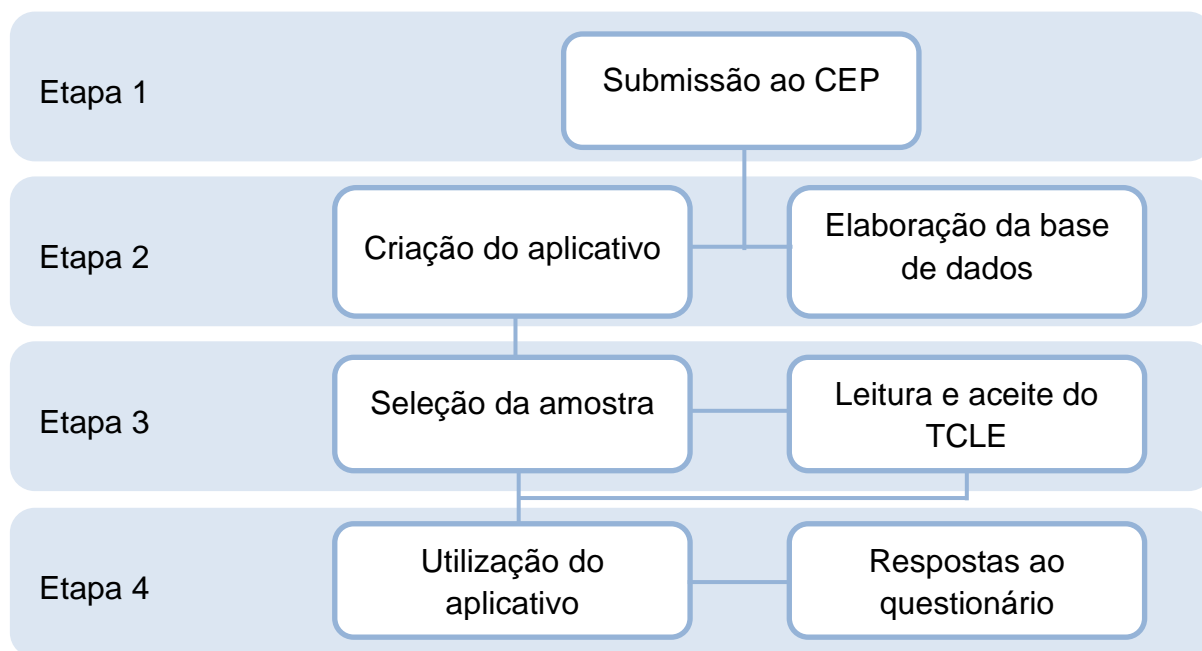 Etapa 1
Submissão ao CEP
Etapa 2
Criação do aplicativo
Elaboração da base
de dados
Etapa 3
Seleção da amostra
Leitura e aceite do
TCLE
Etapa 4
Utilização do
aplicativo
Respostas ao
questionário